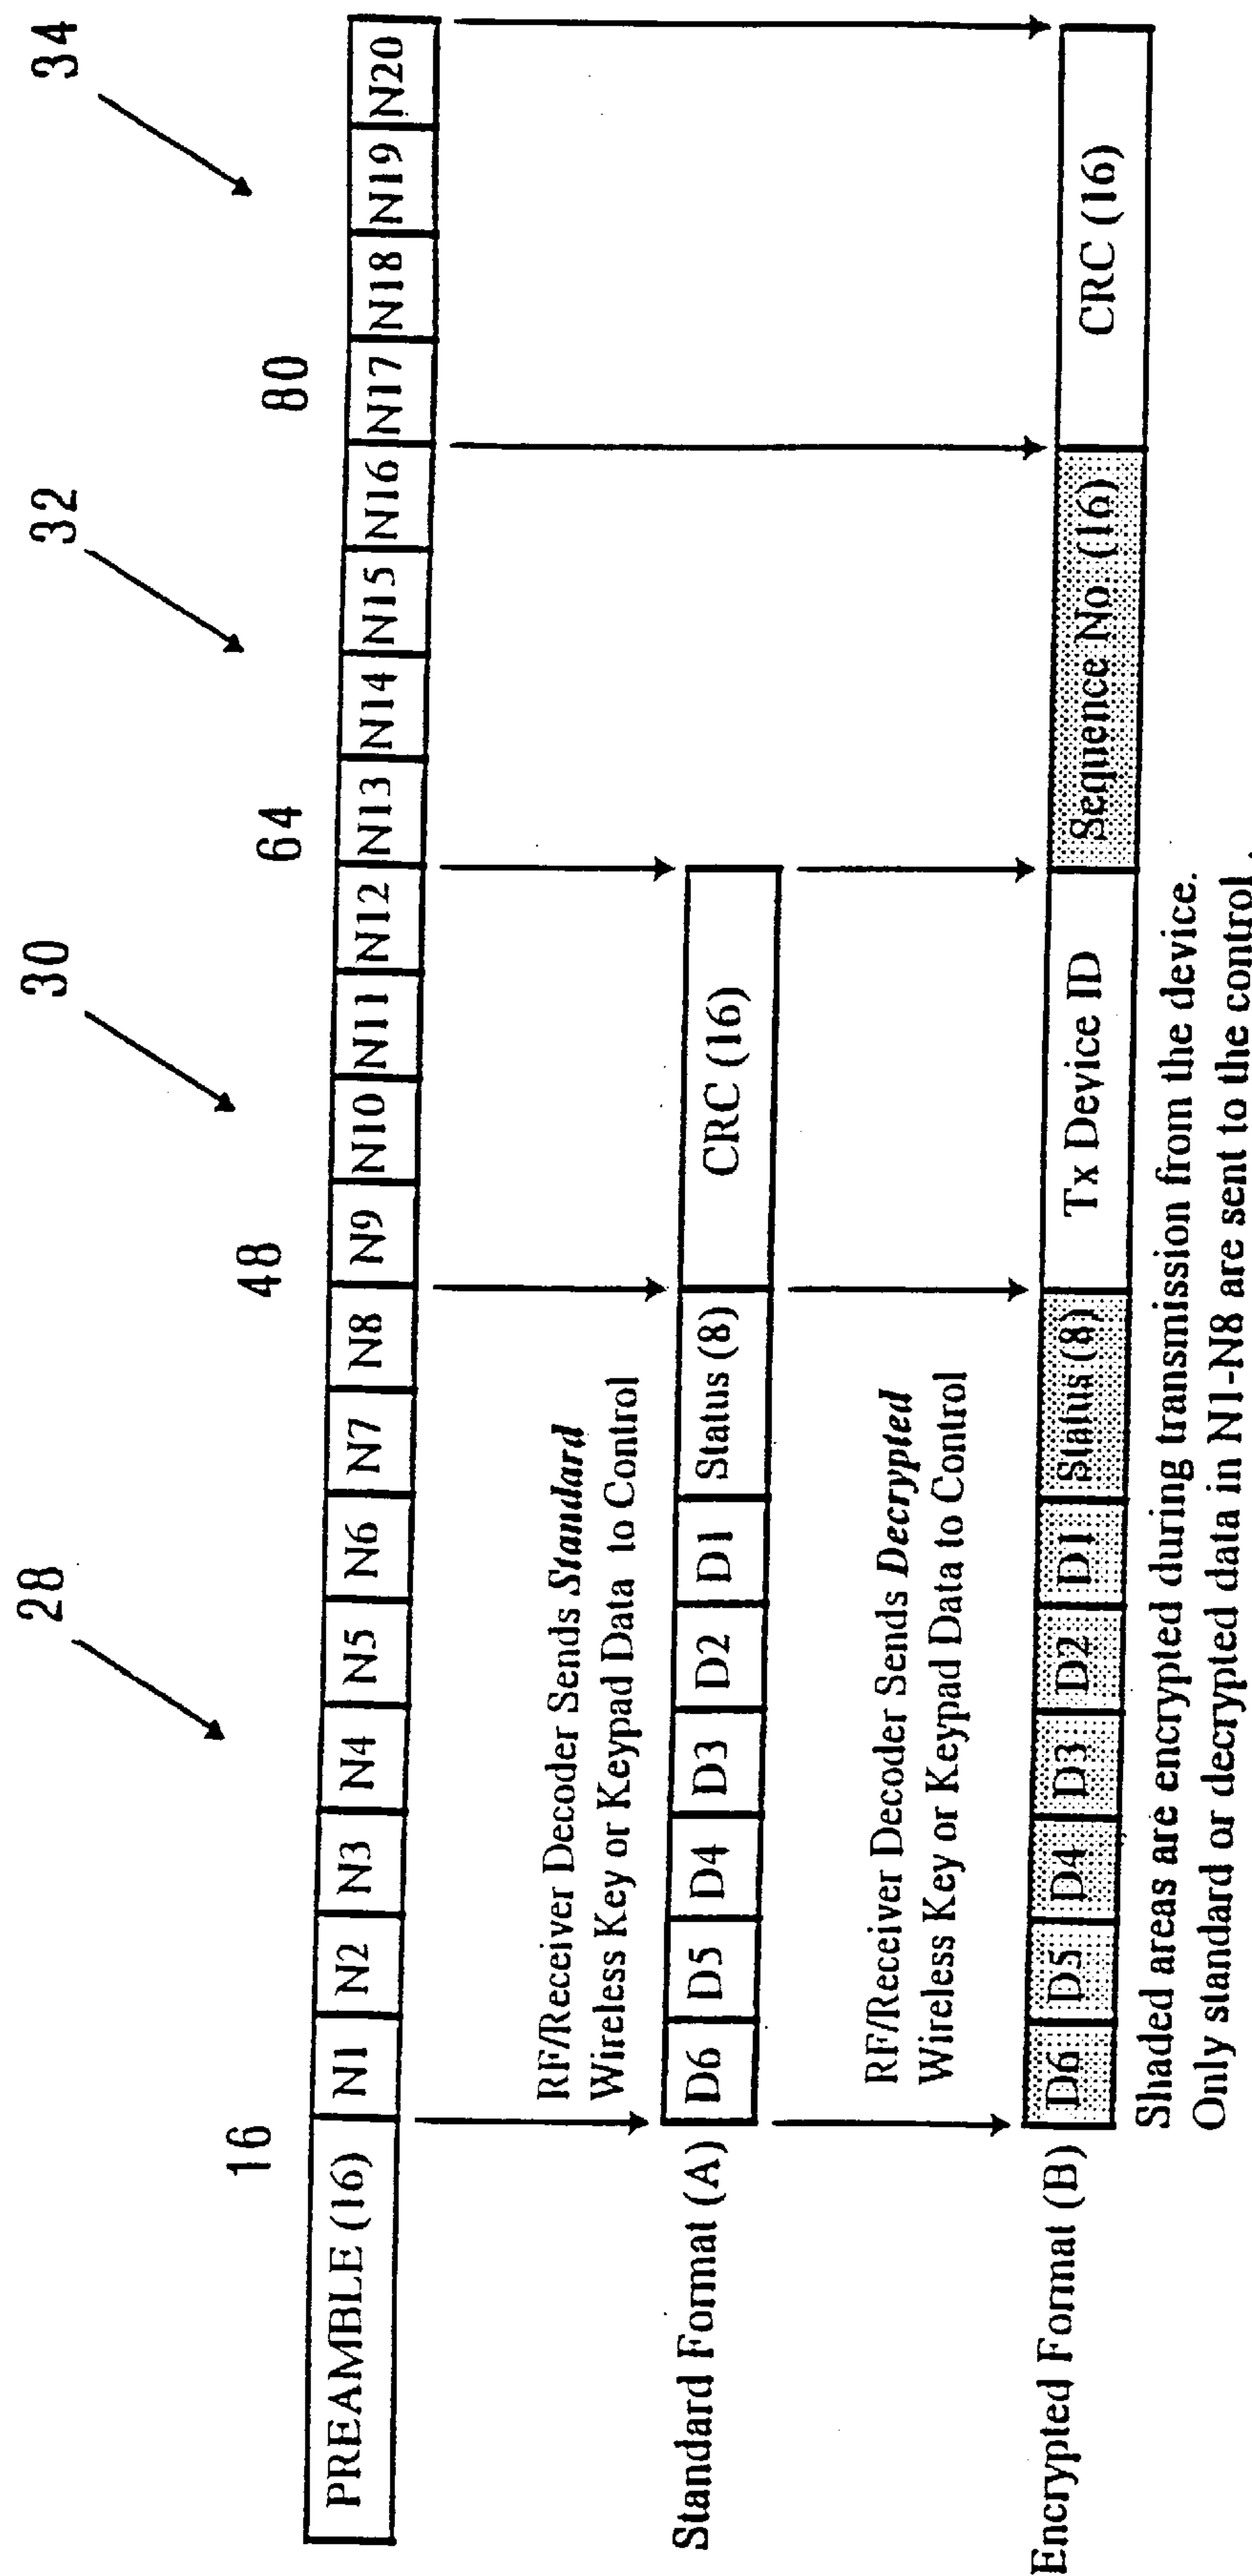 28 30 32 34
16 48 64 80
PREAMBLE (16) N1 N2 N3 N4 N5 N6 N7 N8 N9 N10 N11 N12 N13 N14 N15 N16 N17 N18 N19 N20
RF/Receiver Decoder Sends Standard
Wireless Key or Keypad Data to Control
Standard Format (A) D6 D5 D4 D3 D2 D1 Status (8) CRC (16)
RF/Receiver Decoder Sends Decrypted
Wireless Key or Keypad Data to Control
Encrypted Format (B) D6 D5 D4 D3 D2 D1 Status (8) Tx Device ID Sequence No. (16) CRC (16)
Shaded areas are encrypted during transmission from the device.
Only standard or decrypted data in N1-N8 are sent to the control .